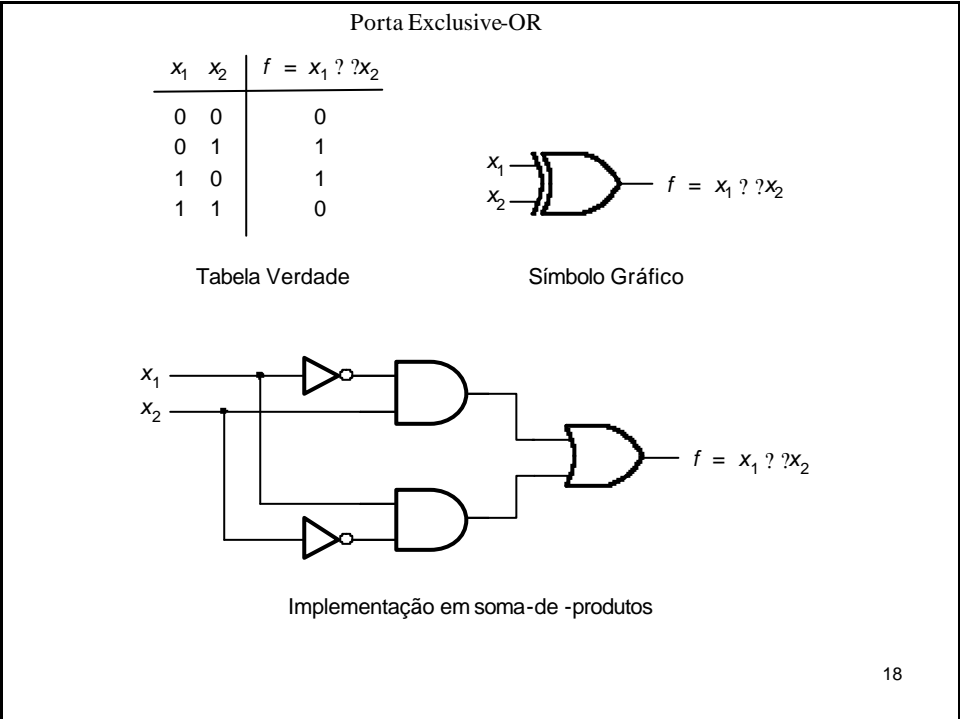 Porta Exclusive-OR
x1 x2 f = x1 ? ?x2
0 0 0
0 1 1
1 0 1
1 1 0
x1
x2
f = x1 ? ?x2
Tabela Verdade
Símbolo Gráfico
x1
x2
f = x1 ? ?x2
Implementação em soma-de -produtos
18